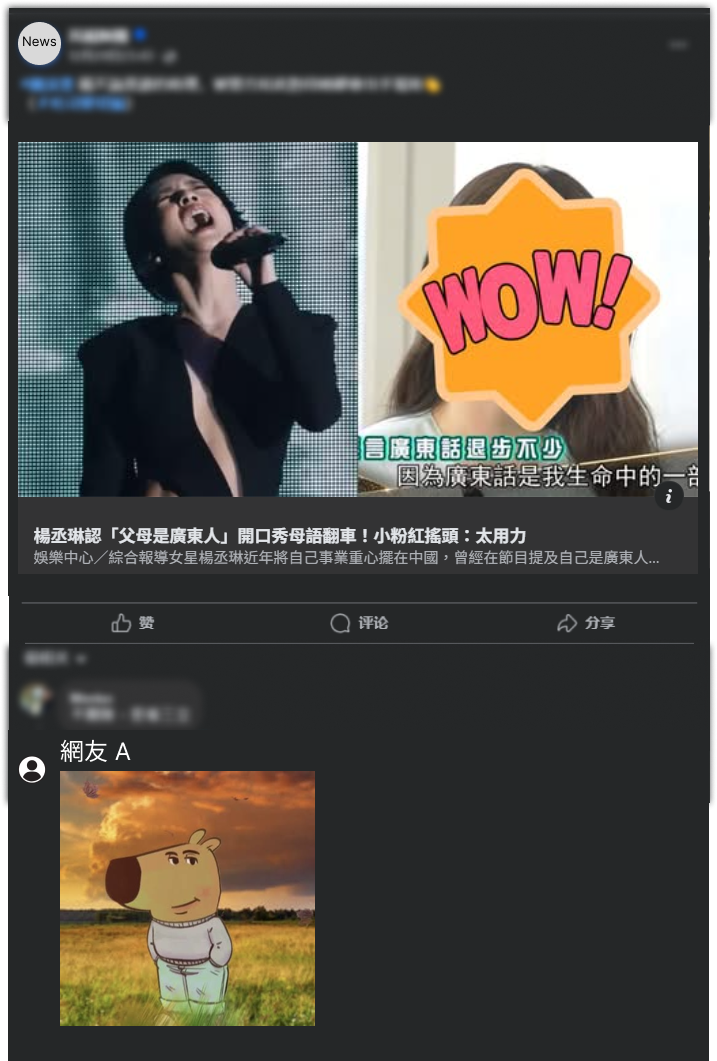 News
WOW!
言廣東話退步不少
因為廣東話是我生命中的一部
楊丞琳認「父母是廣東人」開口秀母語翻車！小粉紅搖頭：太用力
娛樂中心／綜合報導女星楊丞琳近年將自己事業重心擺在中國，曾經在節目提及自己是廣東人...
赞
评论
分享
網友 A